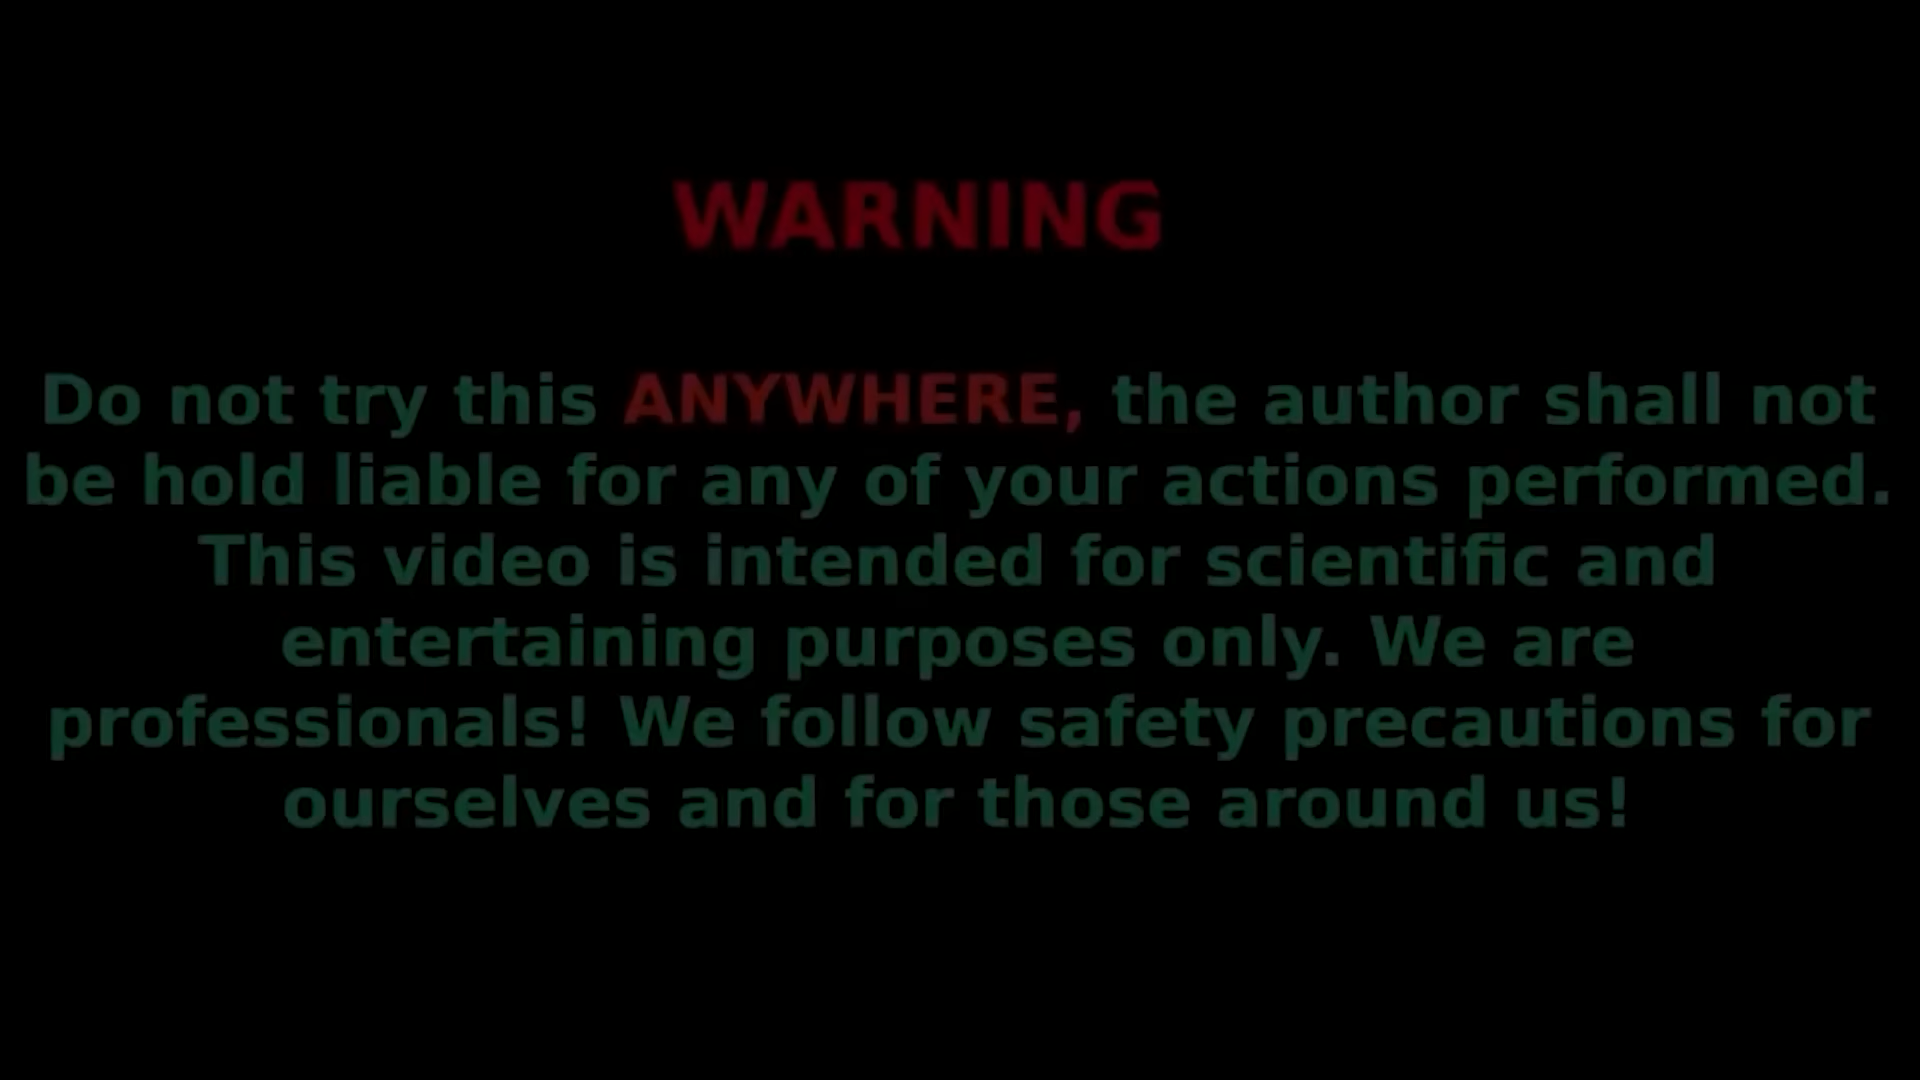 WARNING
Do not try this ANYWHERE, the author shall not
be hold liable for any of your actions performed.
This video is intended for scientific and
entertaining purposes only. We are
professionals! We follow safety precautions for
ourselves and for those around us!